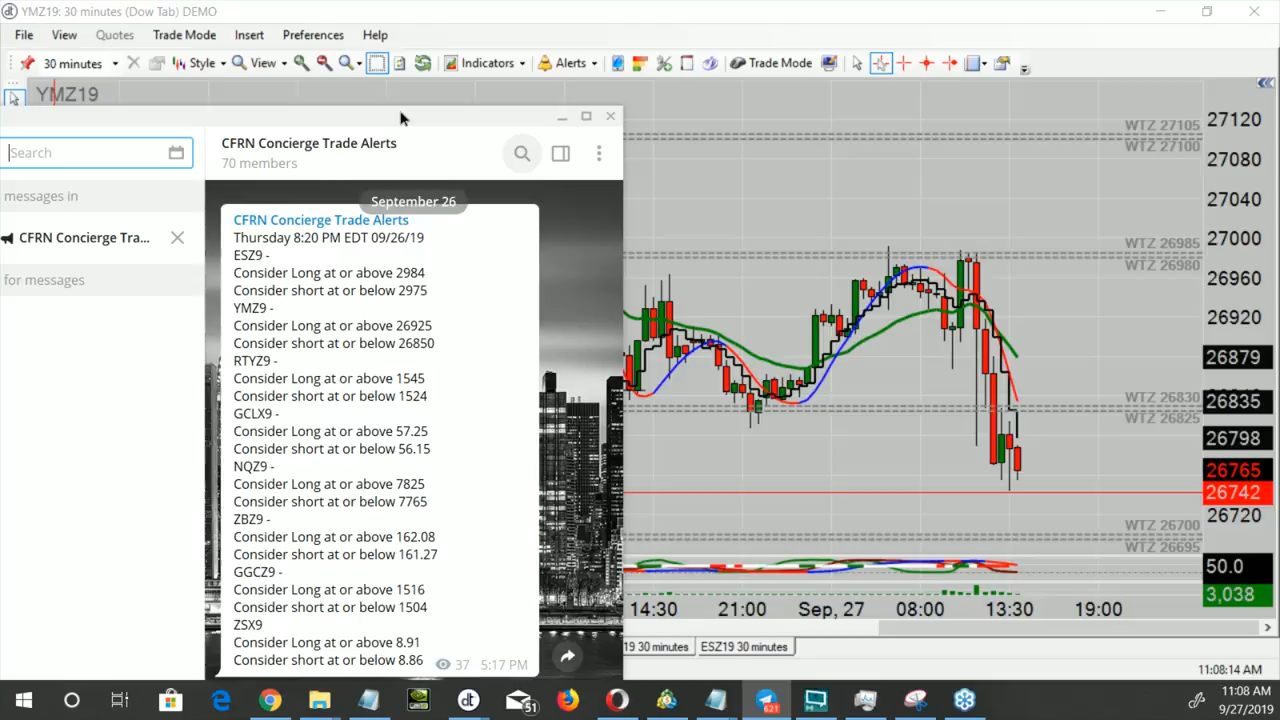 YMZ19: 30 minutes (Dow Tab) DEMO
File View Quotes Trade Mode Insert Preferences Help
30 minutes Style View Indicators Alerts Trade Mode
YMZ19
Search
messages in
CFRN Concierge Tra...
for messages
CFRN Concierge Trade Alerts
70 members
September 26
CFRN Concierge Trade Alerts
Thursday 8:20 PM EDT 09/26/19
ESZ9 -
Consider Long at or above 2984
Consider short at or below 2975
YMZ9 -
Consider Long at or above 26925
Consider short at or below 26850
RTYZ9 -
Consider Long at or above 1545
Consider short at or below 1524
GCLX9 -
Consider Long at or above 57.25
Consider short at or below 56.15
NQZ9 -
Consider Long at or above 7825
Consider short at or below 7765
ZBZ9 -
Consider Long at or above 162.08
Consider short at or below 161.27
GGCZ9 -
Consider Long at or above 1516
Consider short at or below 1504
ZSX9
Consider Long at or above 8.91
Consider short at or below 8.86
37 5:17 PM
WTZ 27105
WTZ 27100
WTZ 26985
WTZ 26980
WTZ 26830
WTZ 26825
WTZ 26700
WTZ 26695
27120
27080
27040
27000
26960
26920
26879
26835
26798
26765
26742
26720
50.0
3,038
14:30 21:00 Sep, 27 08:00 13:30 19:00
19 30 minutes ESZ19 30 minutes
11:08:14 AM
dt
51
621
11:08 AM
9/27/2019